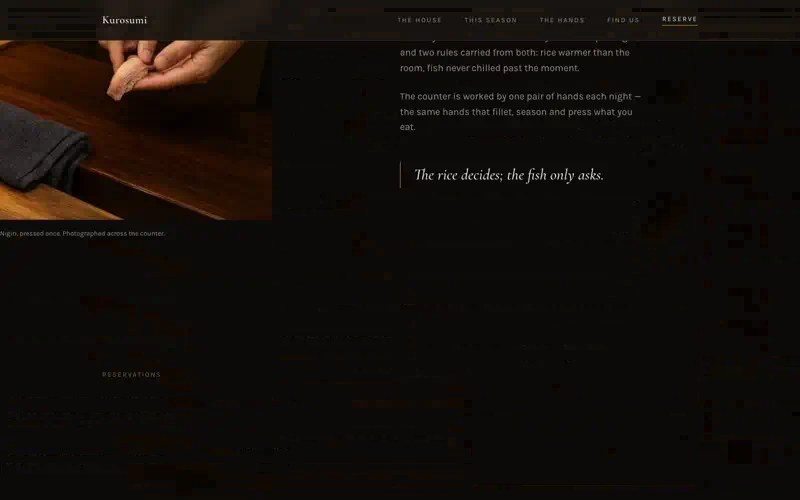 Kurosumi
THE HOUSE
THIS SEASON
THE HANDS
FIND US
RESERVE
and two rules carried from both: rice warmer than the
room, fish never chilled past the moment.
The counter is worked by one pair of hands each night —
the same hands that fillet, season and press what you
eat.
The rice decides; the fish only asks.
Nigiri, pressed once. Photographed across the counter.
RESERVATIONS